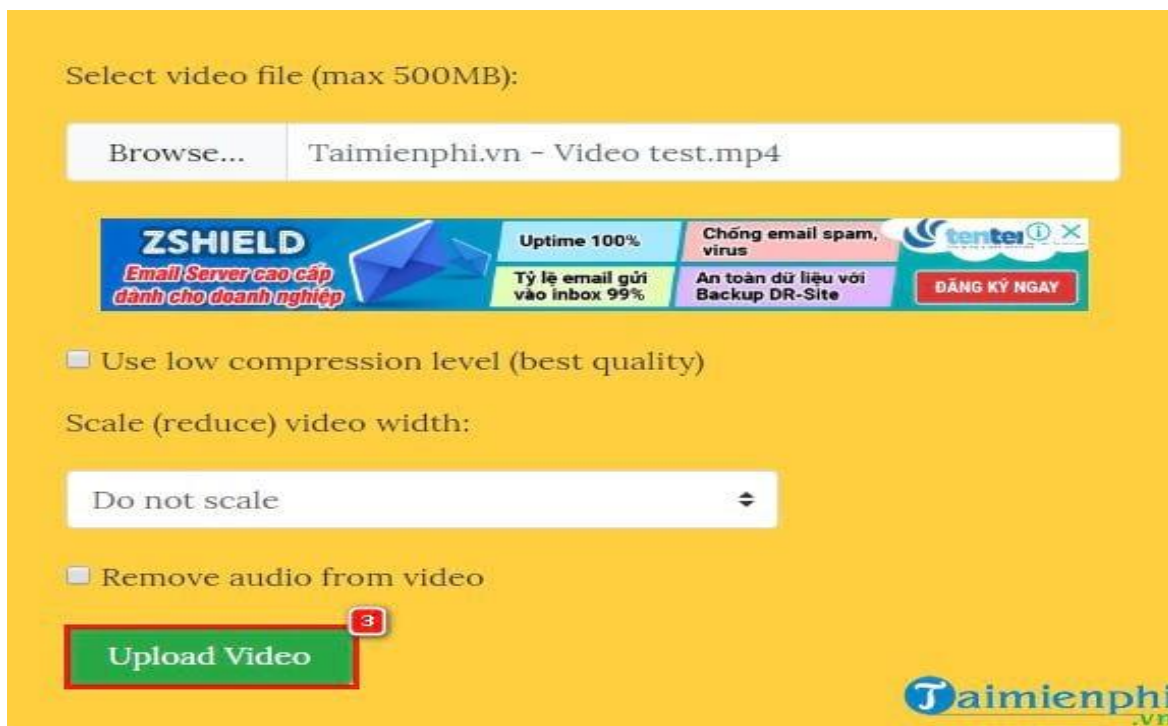 Select video file (max 500MB):
Browse... Taimienphi.vn - Video test.mp4
ZSHIELD
Email Server cao cấp
dành cho doanh nghiệp
Uptime 100%
Tỷ lệ email gửi
vào inbox 99%
Chống email spam,
virus
An toàn dữ liệu với
Backup DR-Site
tenten
ĐĂNG KÝ NGAY
Use low compression level (best quality)
Scale (reduce) video width:
Do not scale
Remove audio from video
3
Upload Video
Taimienphi
.vn